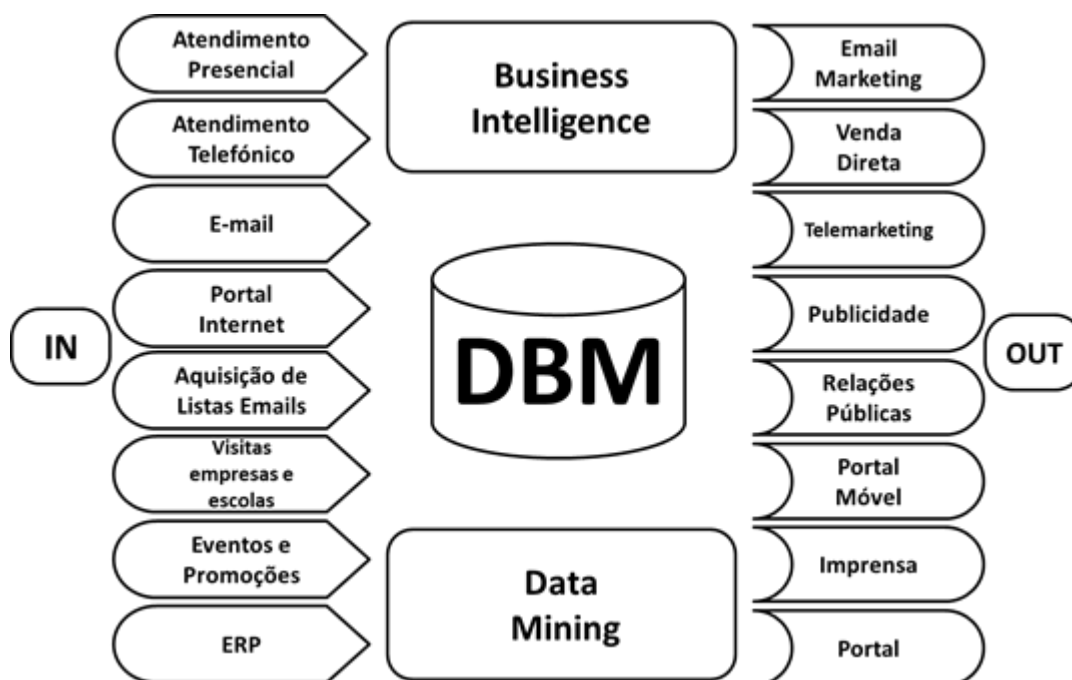 IN
Atendimento
Presencial
Atendimento
Telefónico
E-mail
Portal
Internet
Aquisição de
Listas Emails
Visitas
empresas e
escolas
Eventos e
Promoções
ERP
Business
Intelligence
DBM
Data
Mining
Email
Marketing
Venda
Direta
Telemarketing
Publicidade
Relações
Públicas
Portal
Móvel
Imprensa
Portal
OUT